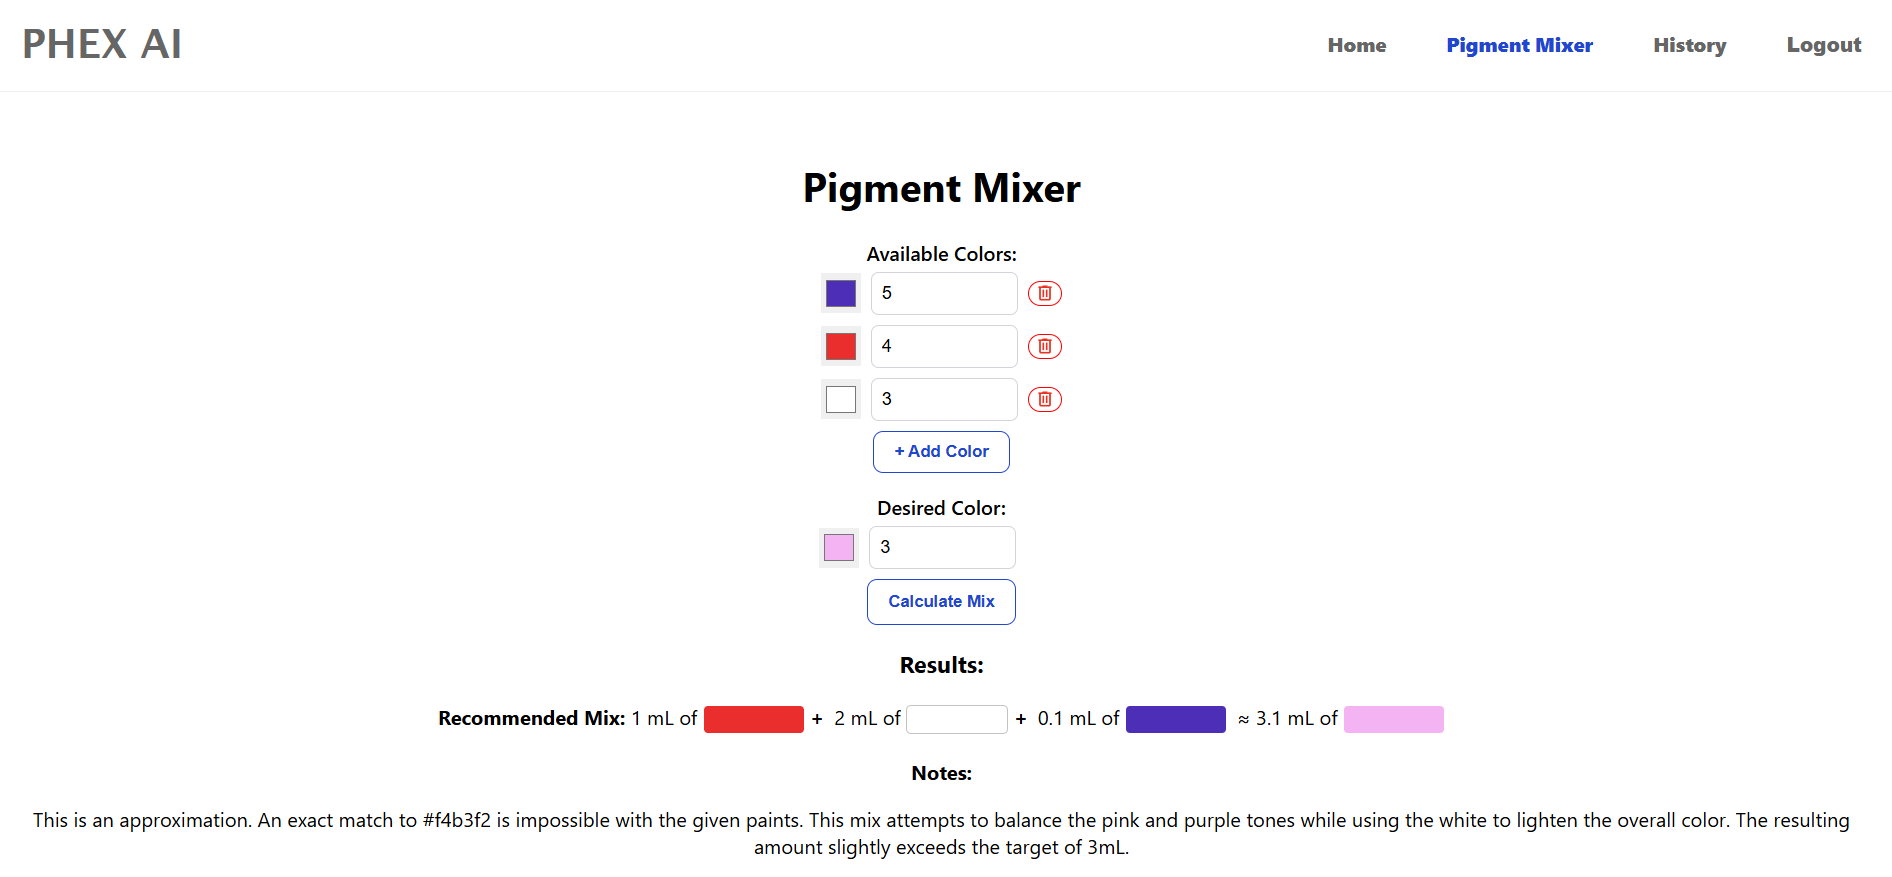 PHEX AI
Home Pigment Mixer History Logout
Pigment Mixer
Available Colors:
5
4
3
+ Add Color
Desired Color:
3
Calculate Mix
Results:
Recommended Mix: 1 mL of + 2 mL of + 0.1 mL of ≈ 3.1 mL of
Notes:
This is an approximation. An exact match to #f4b3f2 is impossible with the given paints. This mix attempts to balance the pink and purple tones while using the white to lighten the overall color. The resulting
amount slightly exceeds the target of 3mL.